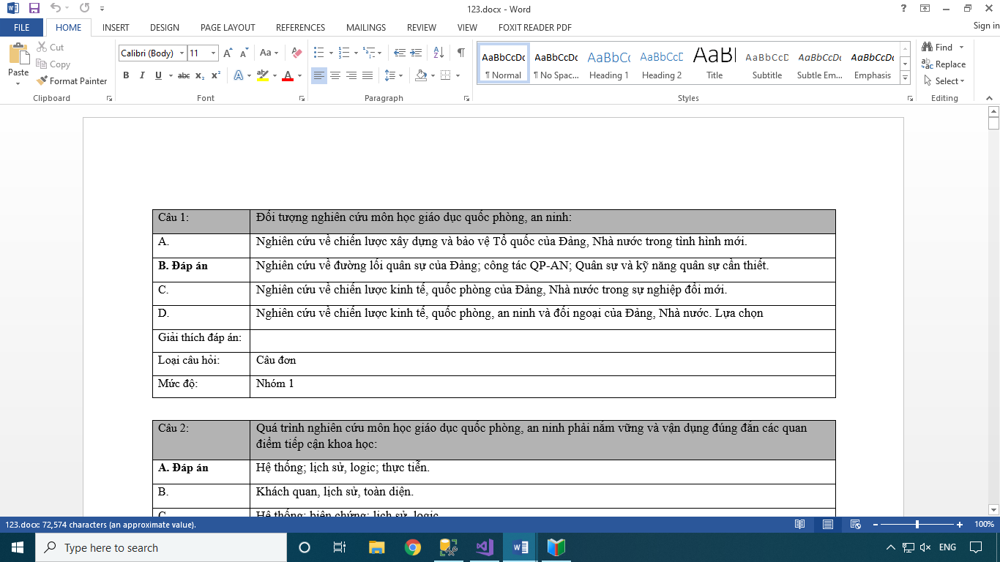 123.docx - Word
?
FILE HOME INSERT DESIGN PAGE LAYOUT REFERENCES MAILINGS REVIEW VIEW FOXIT READER PDF Sign in
Paste
Cut
Copy
Format Painter
Clipboard
Calibri (Body) 11
Font
Paragraph
AaBbCcDc AaBbCcDc AaBbCc AaBbCcD AaB AaBbCcD AaBbCcDc AaBbCcDc
¶ Normal ¶ No Spac... Heading 1 Heading 2 Title Subtitle Subtle Em... Emphasis
Styles
Find
Replace
Select
Editing
Câu 1: Đối tượng nghiên cứu môn học giáo dục quốc phòng, an ninh:
A. Nghiên cứu về chiến lược xây dựng và bảo vệ Tổ quốc của Đảng, Nhà nước trong tình hình mới.
B. Đáp án Nghiên cứu về đường lối quân sự của Đảng; công tác QP-AN; Quân sự và kỹ năng quân sự cần thiết.
C. Nghiên cứu về chiến lược kinh tế, quốc phòng của Đảng, Nhà nước trong sự nghiệp đổi mới.
D. Nghiên cứu về chiến lược kinh tế, quốc phòng, an ninh và đối ngoại của Đảng, Nhà nước. Lựa chọn
Giải thích đáp án:
Loại câu hỏi: Câu đơn
Mức độ: Nhóm 1
Câu 2: Quá trình nghiên cứu môn học giáo dục quốc phòng, an ninh phải nắm vững và vận dụng đúng đắn các quan
điểm tiếp cận khoa học:
A. Đáp án Hệ thống; lịch sử, logic; thực tiễn.
B. Khách quan, lịch sử, toàn diện.
C. Hệ thống; biện chứng; lịch sử, logic
123.docx: 72,574 characters (an approximate value). 100%
Type here to search ENG